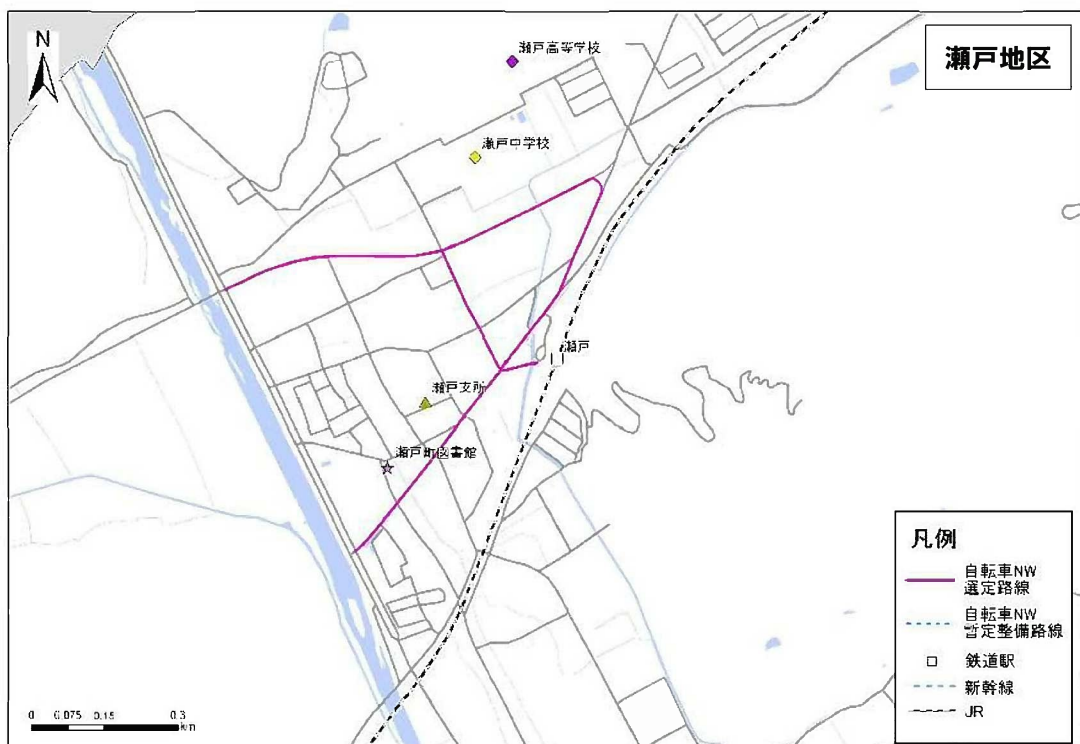 瀬戸地区
N
瀬戸高等学校
瀬戸中学校
瀬戸
瀬戸支所
瀬戸町図書館
凡例
自転車NW
選定路線
自転車NW
暫定整備路線
鉄道駅
新幹線
JR
0 0.075 0.15 0.3
km